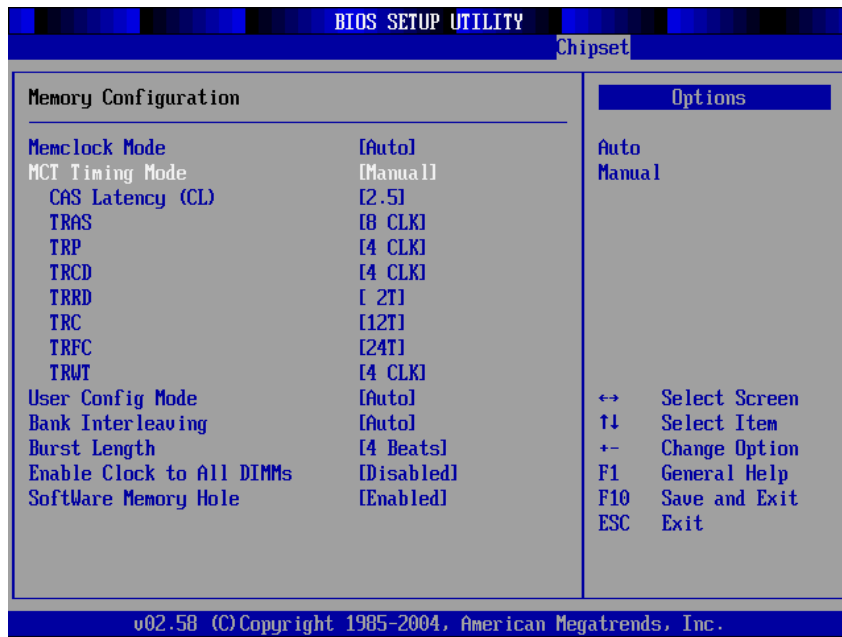 BIOS SETUP UTILITY
Chipset
Memory Configuration
Memclock Mode [Auto]
MCT Timing Mode [Manual]
CAS Latency (CL) [2.5]
TRAS [8 CLK]
TRP [4 CLK]
TRCD [4 CLK]
TRRD [ 2T]
TRC [12T]
TRFC [24T]
TRWT [4 CLK]
User Config Mode [Auto]
Bank Interleaving [Auto]
Burst Length [4 Beats]
Enable Clock to All DIMMs [Disabled]
SoftWare Memory Hole [Enabled]
Options
Auto
Manual
↔ Select Screen
↑↓ Select Item
+- Change Option
F1 General Help
F10 Save and Exit
ESC Exit
v02.58 (C)Copyright 1985-2004, American Megatrends, Inc.